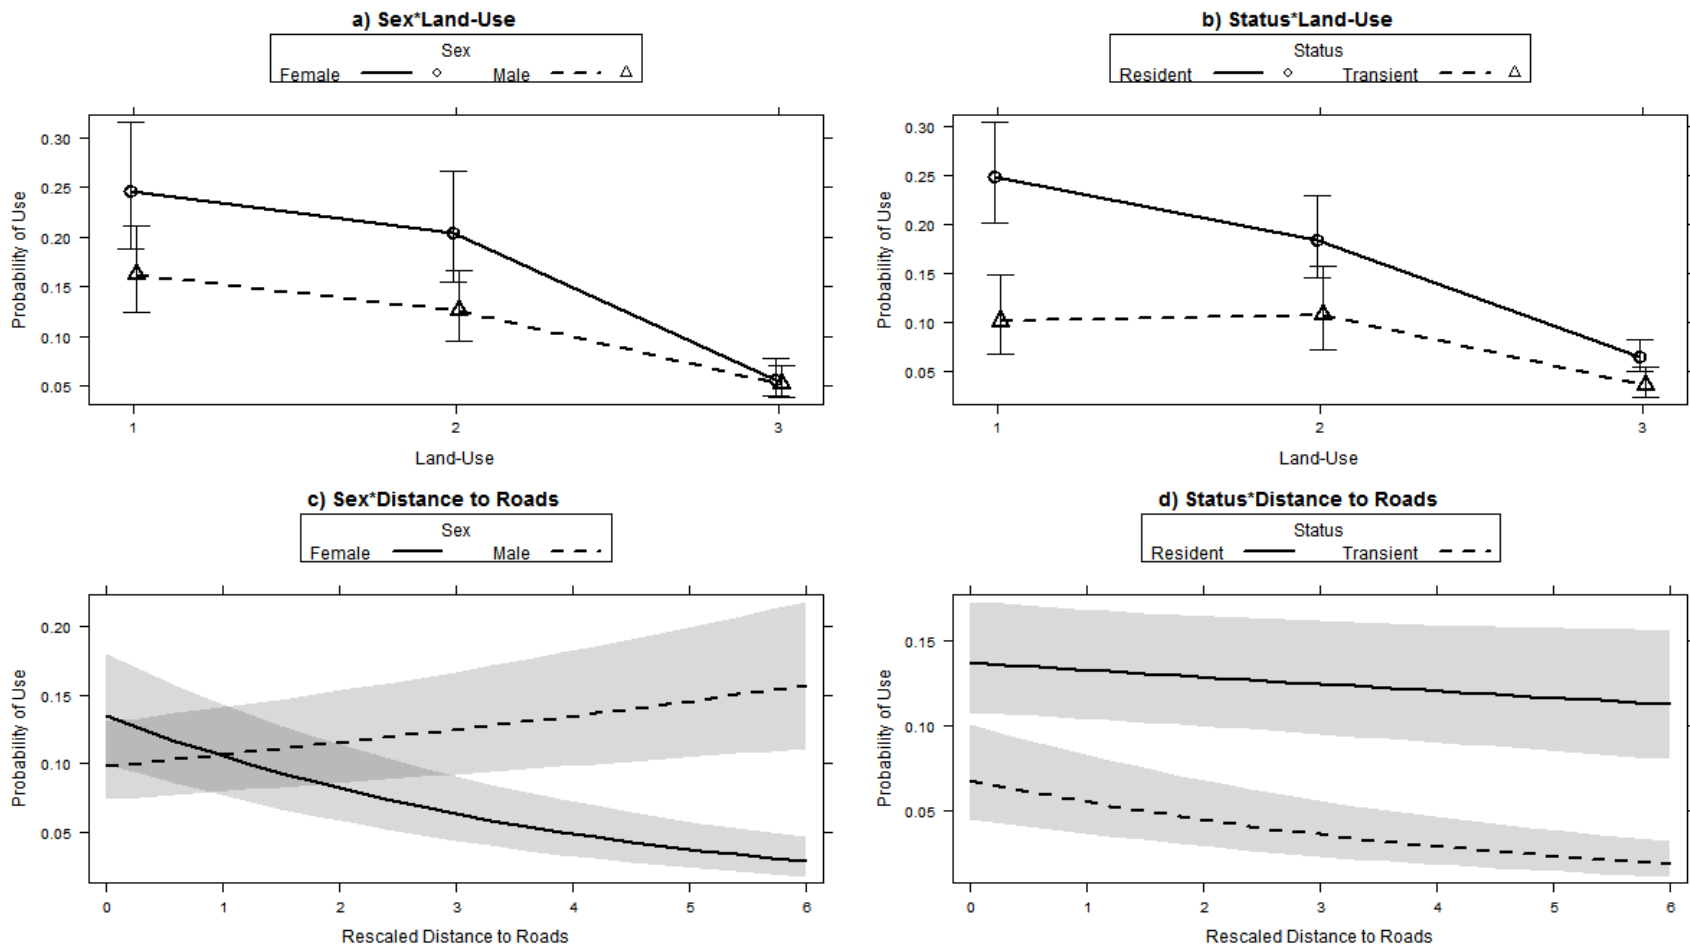 a) Sex*Land-Use
Sex
Female Male
0.30
0.25
0.20
0.15
0.10
0.05
Probability of Use
1 2 3
Land-Use
b) Status*Land-Use
Status
Resident Transient
0.30
0.25
0.20
0.15
0.10
0.05
Probability of Use
1 2 3
Land-Use
c) Sex*Distance to Roads
Sex
Female Male
0.20
0.15
0.10
0.05
Probability of Use
0 1 2 3 4 5 6
Rescaled Distance to Roads
d) Status*Distance to Roads
Status
Resident Transient
0.15
0.10
0.05
Probability of Use
0 1 2 3 4 5 6
Rescaled Distance to Roads